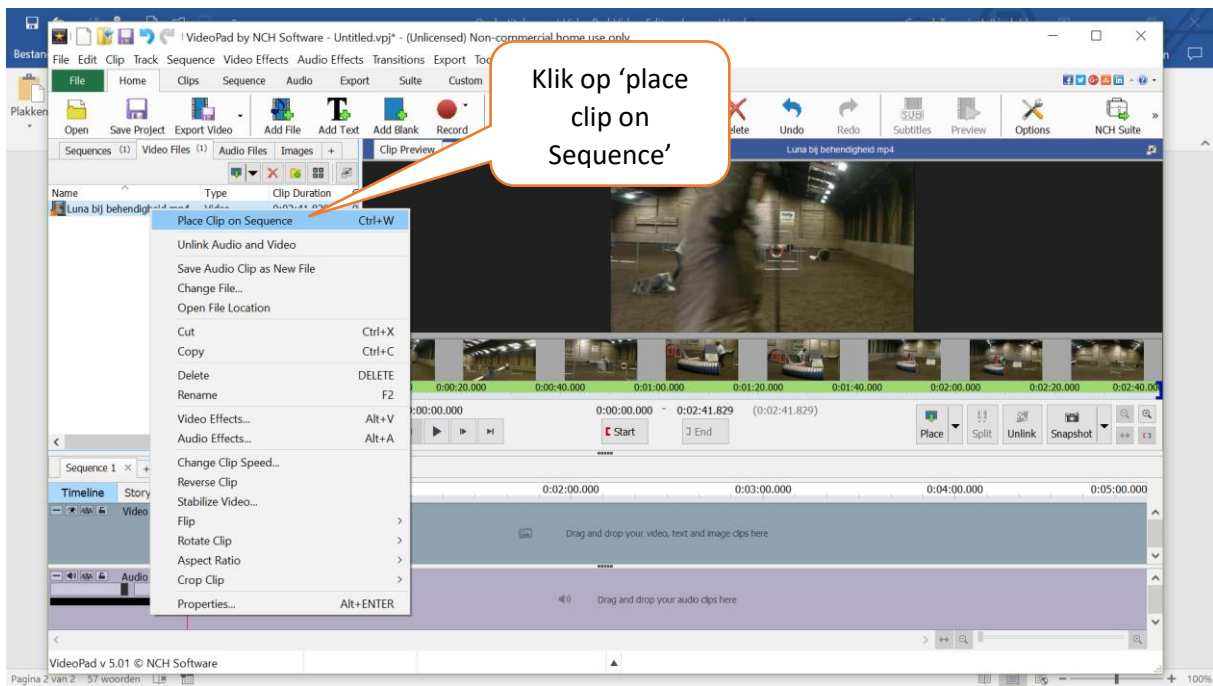 VideoPad by NCH Software - Untitled.vpj* - (Unlicensed) Non-commercial home use only
Bestan
File Edit Clip Track Sequence Video Effects Audio Effects Transitions Export
File Home Clips Sequence Audio Export Suite Custom
Plakken
Open Save Project Export Video Add File Add Text Add Blank Record Undo Redo Subtitles Preview Options NCH Suite
Klik op ‘place
clip on
Sequence’
Sequences (1) Video Files (1) Audio Files Images + Clip Preview Luna bij behendigheid.mp4
Name Type Clip Duration
Luna bij behendigheid.mp4 Video
Place Clip on Sequence Ctrl+W
Unlink Audio and Video
Save Audio Clip as New File
Change File...
Open File Location
Cut Ctrl+X
Copy Ctrl+C
Delete DELETE
Rename F2
Video Effects... Alt+V
Audio Effects... Alt+A
Change Clip Speed...
Reverse Clip
Stabilize Video...
Flip
Rotate Clip
Aspect Ratio
Crop Clip
Properties... Alt+ENTER
0:00:20.000 0:00:40.000 0:01:00.000 0:01:20.000 0:01:40.000 0:02:00.000 0:02:20.000 0:02:40.00
:00:00.000 0:00:00.000 - 0:02:41.829 (0:02:41.829)
Start End Place Split Unlink Snapshot
Sequence 1 × +
Timeline Story 0:02:00.000 0:03:00.000 0:04:00.000 0:05:00.000
Video
Drag and drop your video, text and image clips here
Audio
Drag and drop your audio clips here
VideoPad v 5.01 © NCH Software
Pagina 2 van 2 57 woorden 100%